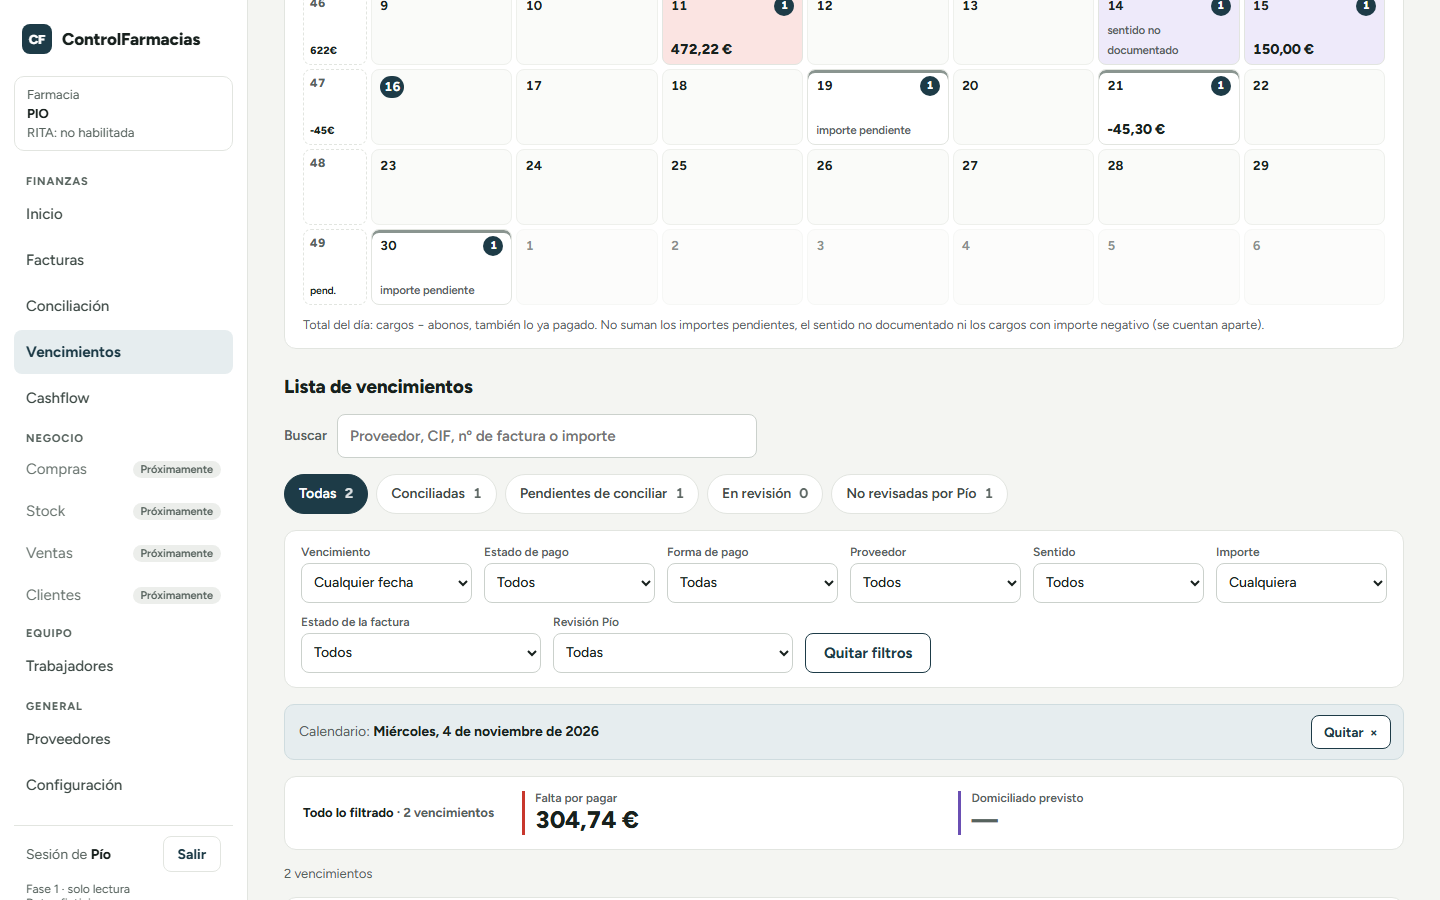 CF ControlFarmacias
Farmacia
PIO
RITA: no habilitada
FINANZAS
Inicio
Facturas
Conciliación
Vencimientos
Cashflow
NEGOCIO
Compras Próximamente
Stock Próximamente
Ventas Próximamente
Clientes Próximamente
EQUIPO
Trabajadores
GENERAL
Proveedores
Configuración
Sesión de Pío Salir
Fase 1 · solo lectura
46 9 10 11 1 12 13 14 1 15 1
sentido no
documentado
622€ 472,22 € 150,00 €
47 16 17 18 19 1 20 21 1 22
-45€ importe pendiente -45,30 €
48 23 24 25 26 27 28 29
49 30 1 1 2 3 4 5 6
pend. importe pendiente
Total del día: cargos − abonos, también lo ya pagado. No suman los importes pendientes, el sentido no documentado ni los cargos con importe negativo (se cuentan aparte).
Lista de vencimientos
Buscar Proveedor, CIF, nº de factura o importe
Todas 2 Conciliadas 1 Pendientes de conciliar 1 En revisión 0 No revisadas por Pío 1
Vencimiento Estado de pago Forma de pago Proveedor Sentido Importe
Cualquier fecha Todos Todas Todos Todos Cualquiera
Estado de la factura Revisión Pío
Todos Todas Quitar filtros
Calendario: Miércoles, 4 de noviembre de 2026 Quitar ×
Todo lo filtrado · 2 vencimientos
Falta por pagar
304,74 €
Domiciliado previsto
—
2 vencimientos